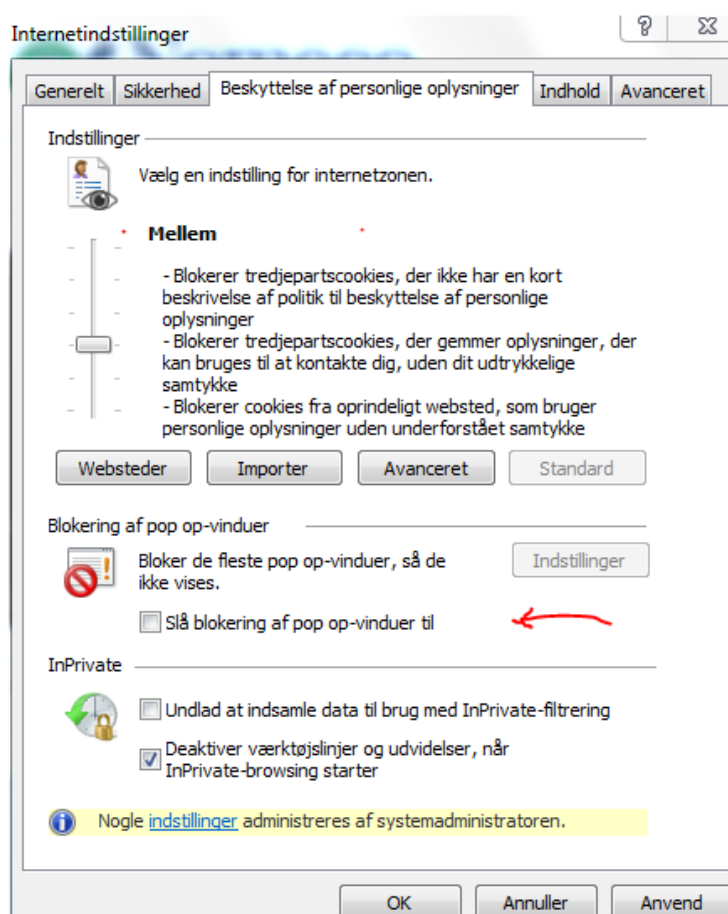 Internetindstillinger
Generelt Sikkerhed Beskyttelse af personlige oplysninger Indhold Avanceret
Indstillinger
Vælg en indstilling for internetzonen.
Mellem
- Blokerer tredjepartscookies, der ikke har en kort
beskrivelse af politik til beskyttelse af personlige
oplysninger
- Blokerer tredjepartscookies, der gemmer oplysninger, der
kan bruges til at kontakte dig, uden dit udtrykkelige
samtykke
- Blokerer cookies fra oprindeligt websted, som bruger
personlige oplysninger uden underforstået samtykke
Websteder Importer Avanceret Standard
Blokering af pop op-vinduer
Bloker de fleste pop op-vinduer, så de
ikke vises.
Indstillinger
Slå blokering af pop op-vinduer til
InPrivate
Undlad at indsamle data til brug med InPrivate-filtrering
Deaktiver værktøjslinjer og udvidelser, når
InPrivate-browsing starter
Nogle indstillinger administreres af systemadministratoren.
OK Annuller Anvend